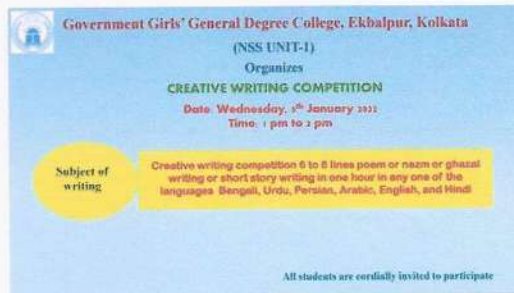 Government Girls' General Degree College, Ekbalpur, Kolkata
(NSS UNIT-1)
Organizes
CREATIVE WRITING COMPETITION
Date: Wednesday, 5th January 2022
Time: 1 pm to 2 pm
Subject of
writing
Creative writing competition 6 to 8 lines poem or nazm or ghazal
writing or short story writing in one hour in any one of the
languages Bengali, Urdu, Persian, Arabic, English, and Hindi
All students are cordially invited to participate